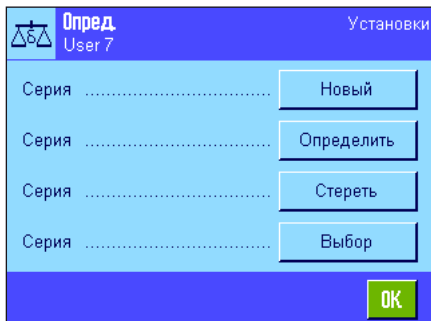 Опред. Установки
User 7
Серия ................................ Новый
Серия ................................ Определить
Серия ................................ Стереть
Серия ................................ Выбор
OK